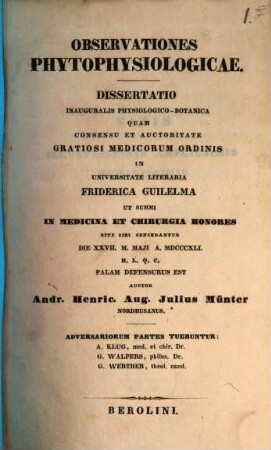 1.
OBSERVATIONES
PHYTOPHYSIOLOGICAE.
DISSERTATIO
INAUGURALIS PHYSIOLOGICO-BOTANICA
QUAM
CONSENSU ET AUCTORITATE
GRATIOSI MEDICORUM ORDINIS
IN
UNIVERSITATE LITERARIA
FRIDERICA GUILELMA
UT SUMMI
IN MEDICINA ET CHIRURGIA HONORES
RITE SIBI CONCEDANTUR
DIE XXVII. M. MAJI A. MDCCCXLI.
H. L. Q. C.
PALAM DEFENSURUS EST
AUCTOR
Andr. Henric. Aug. Julius Münter
NORDHUSANUS.
ADVERSARIORUM PARTES TUEBUNTUR:
A. KLUG, med. et chir. Dr.
G. WALPERS, philos. Dr.
G. WERTHER, theol. cand.
BEROLINI.